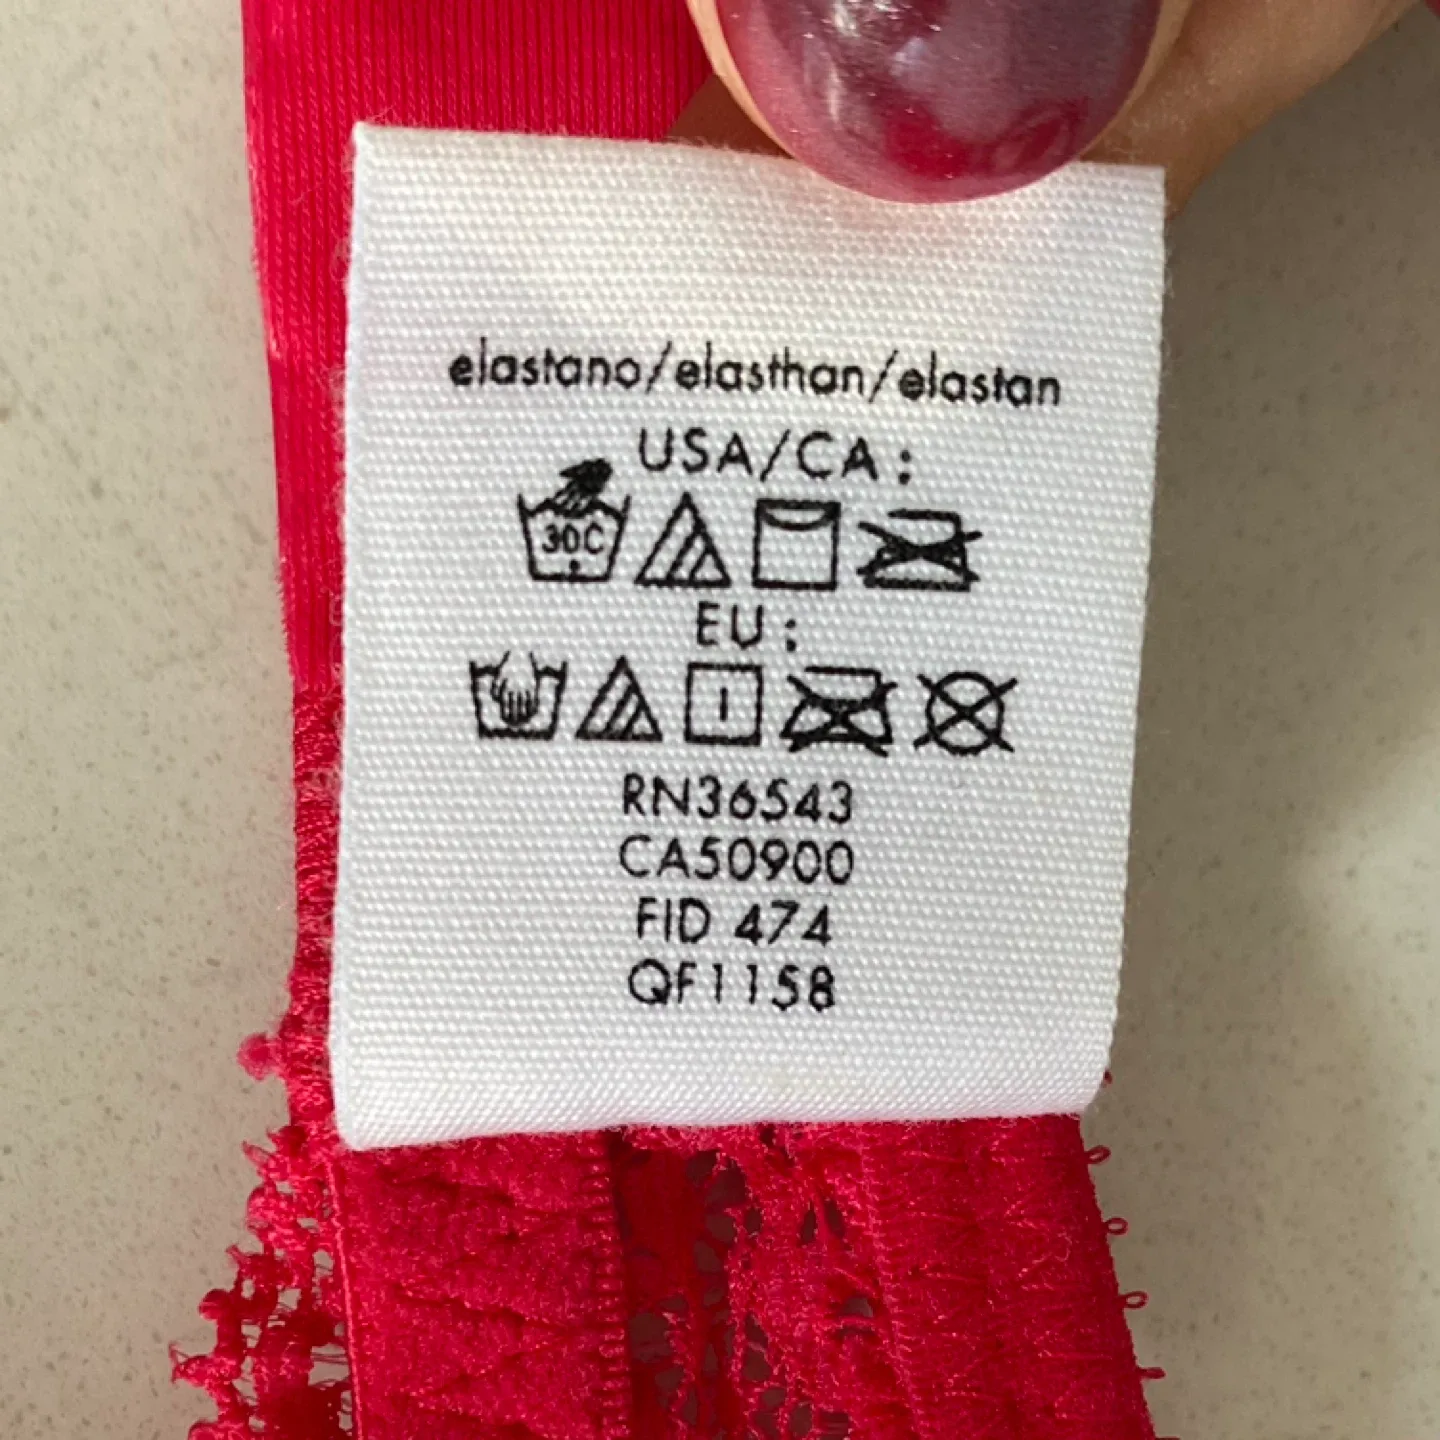 elastano/elasthan/elastan
USA/CA:
30C
EU:
RN36543
CA50900
FID 474
QF1158